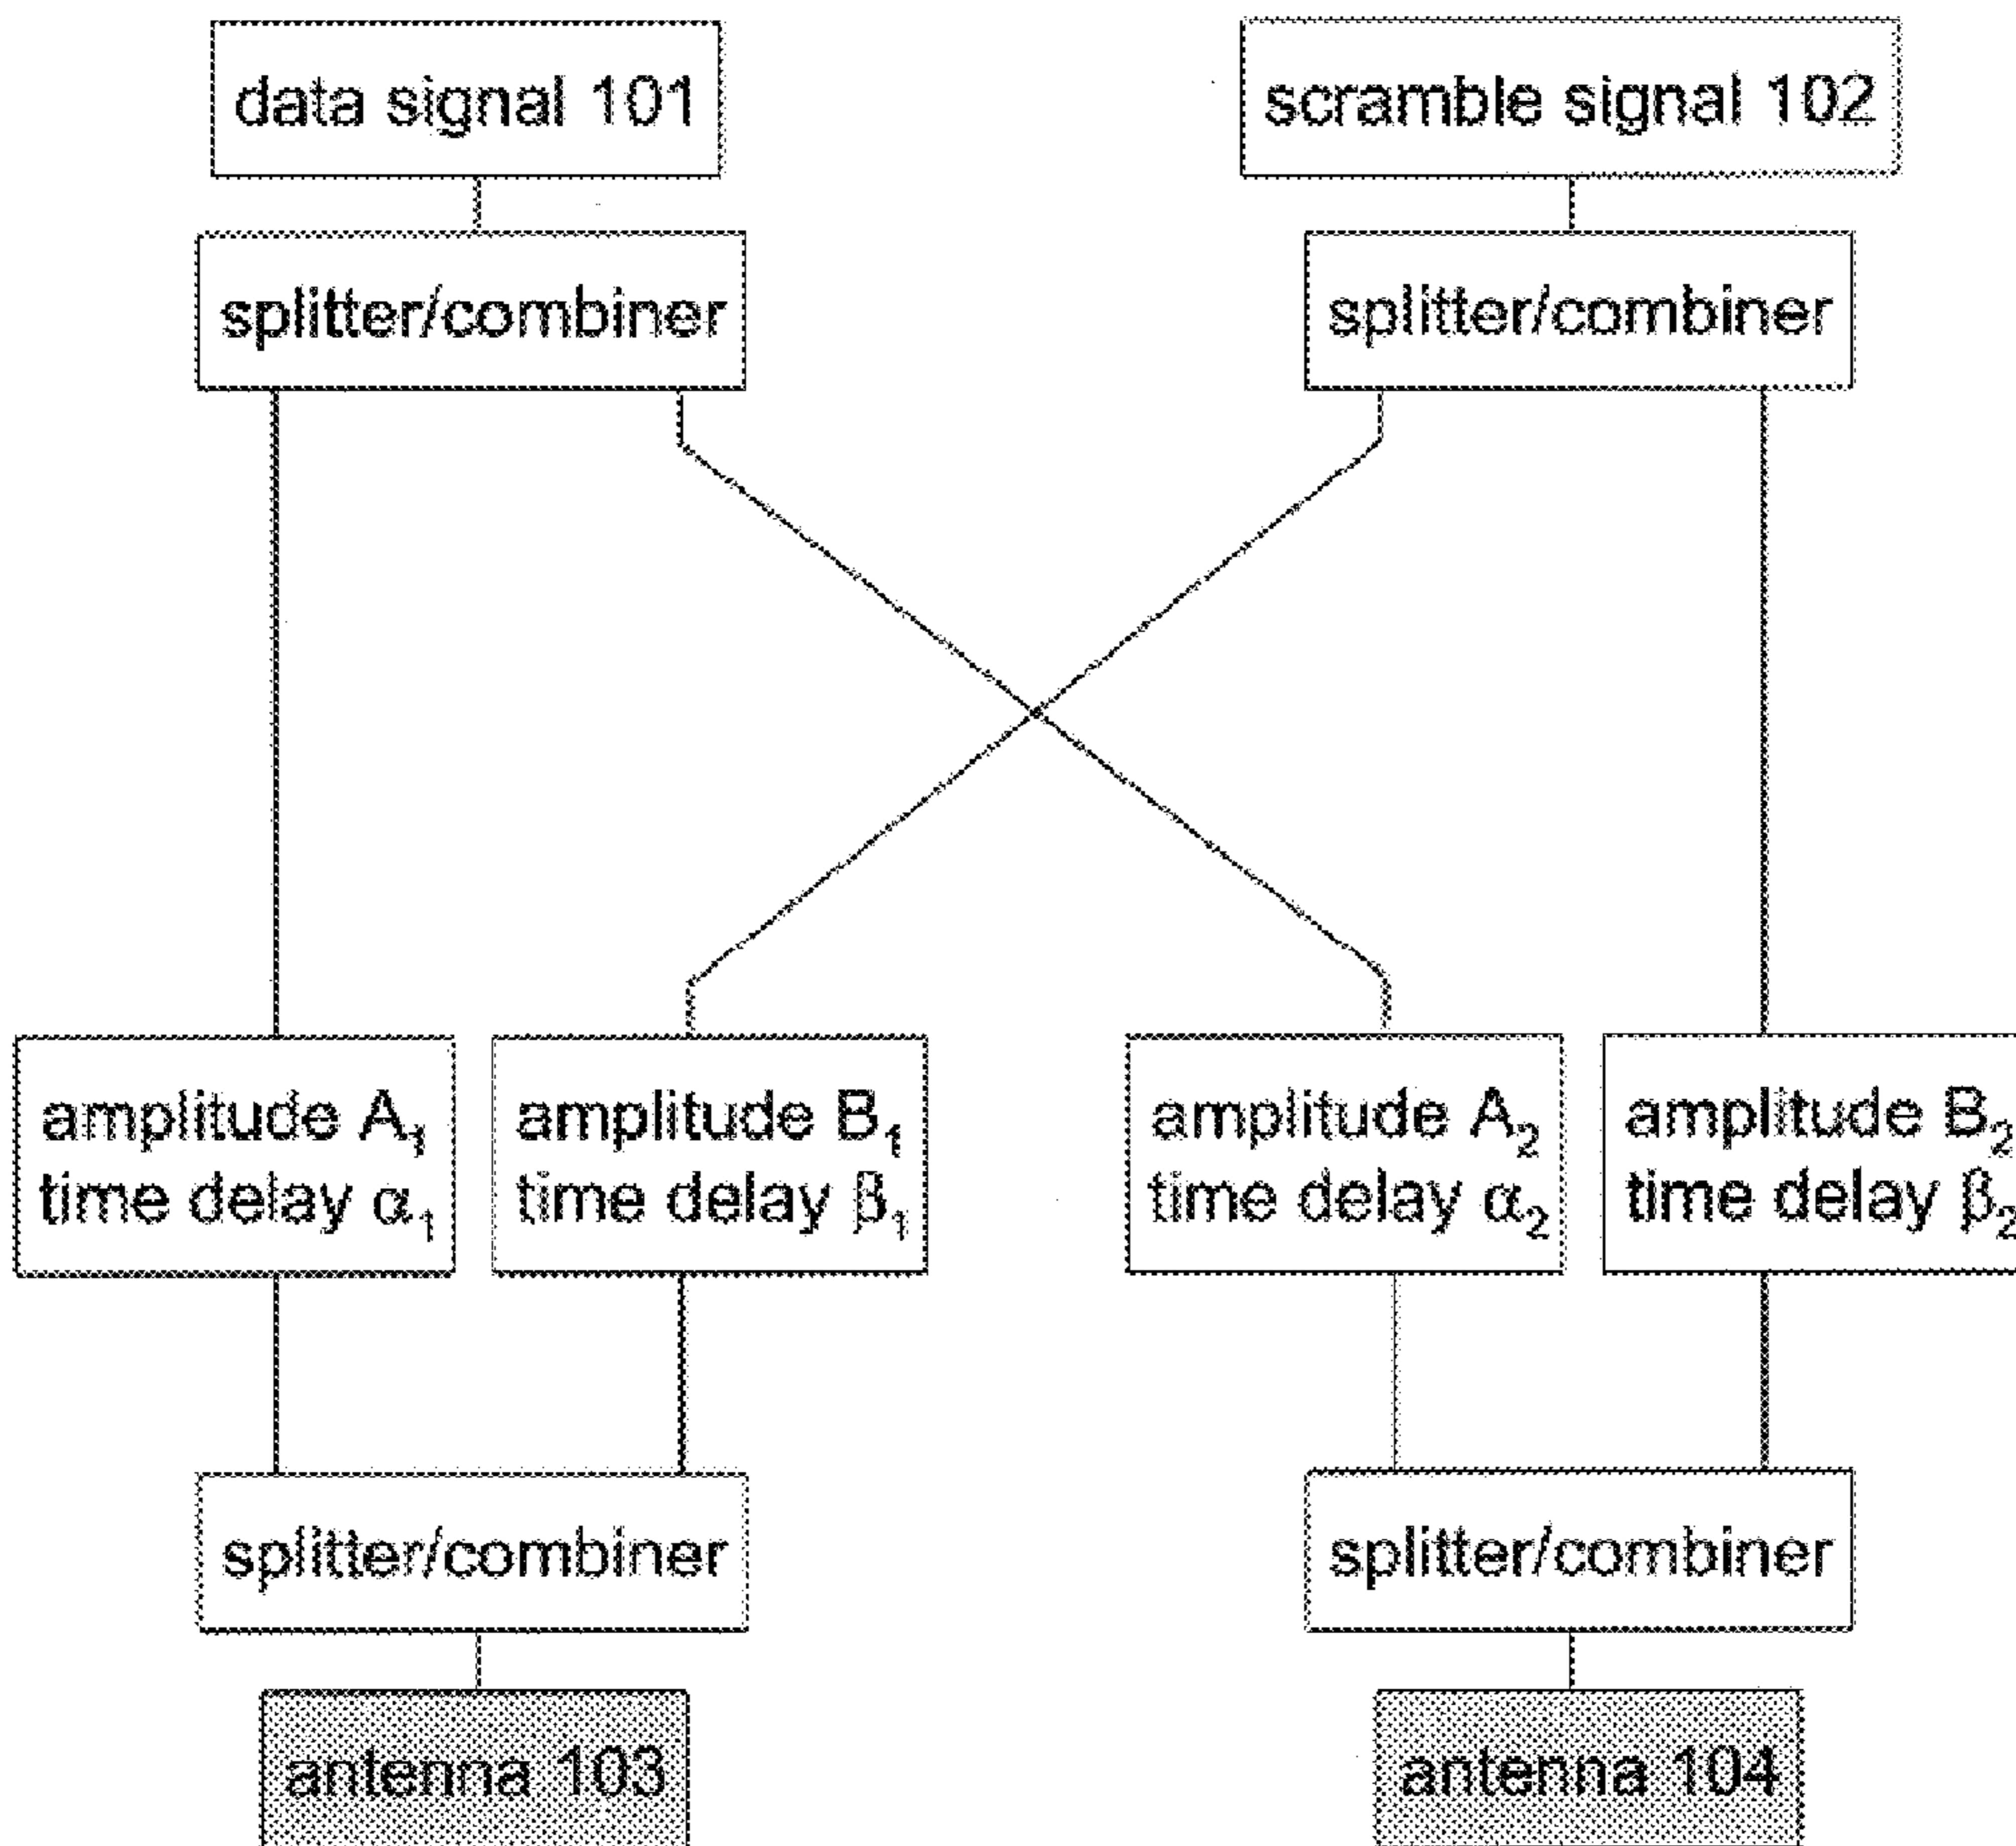 data signal 101
scramble signal 102
splitter/combiner
splitter/combiner
amplitude A₁
time delay α₁
amplitude B₁
time delay β₁
amplitude A₂
time delay α₂
amplitude B₂
time delay β₂
splitter/combiner
splitter/combiner
antenna 103
antenna 104